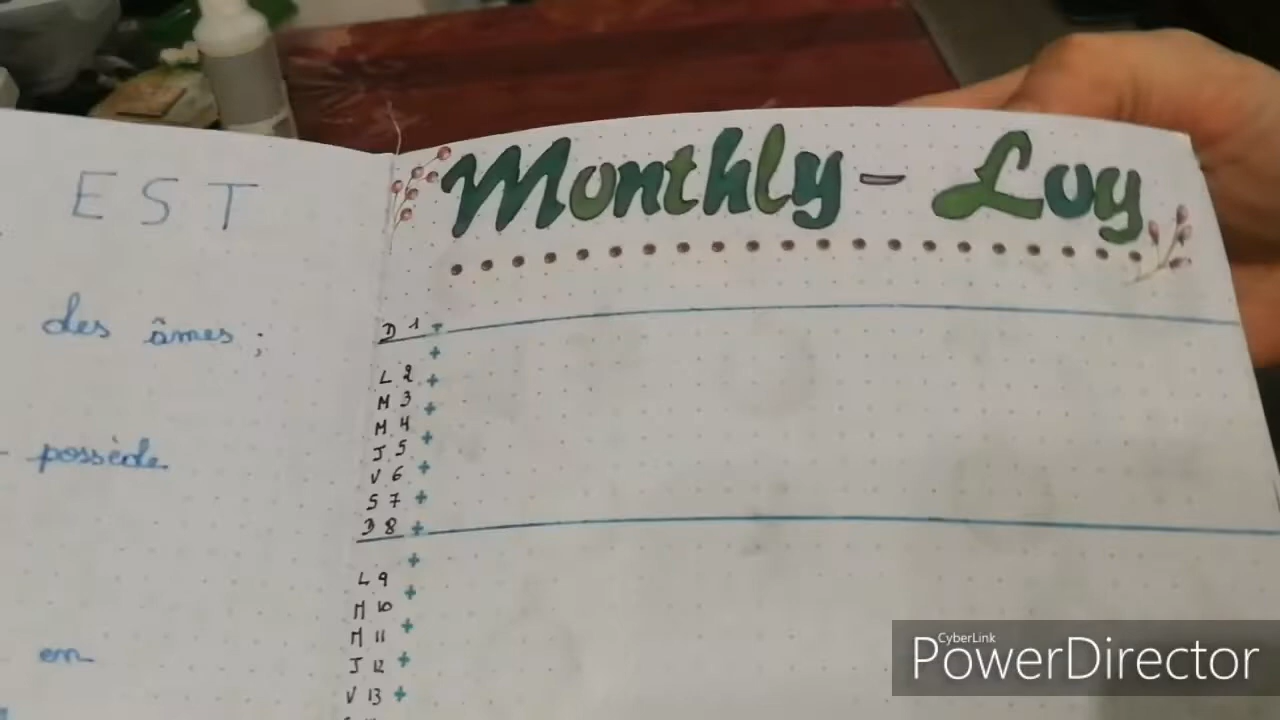 EST
des âmes ;
- possède
en
Monthly - Log
D 1
L 2
M 3
M 4
J 5
V 6
S 7
D 8
L 9
M 10
M 11
J 12
V 13
CyberLink
PowerDirector